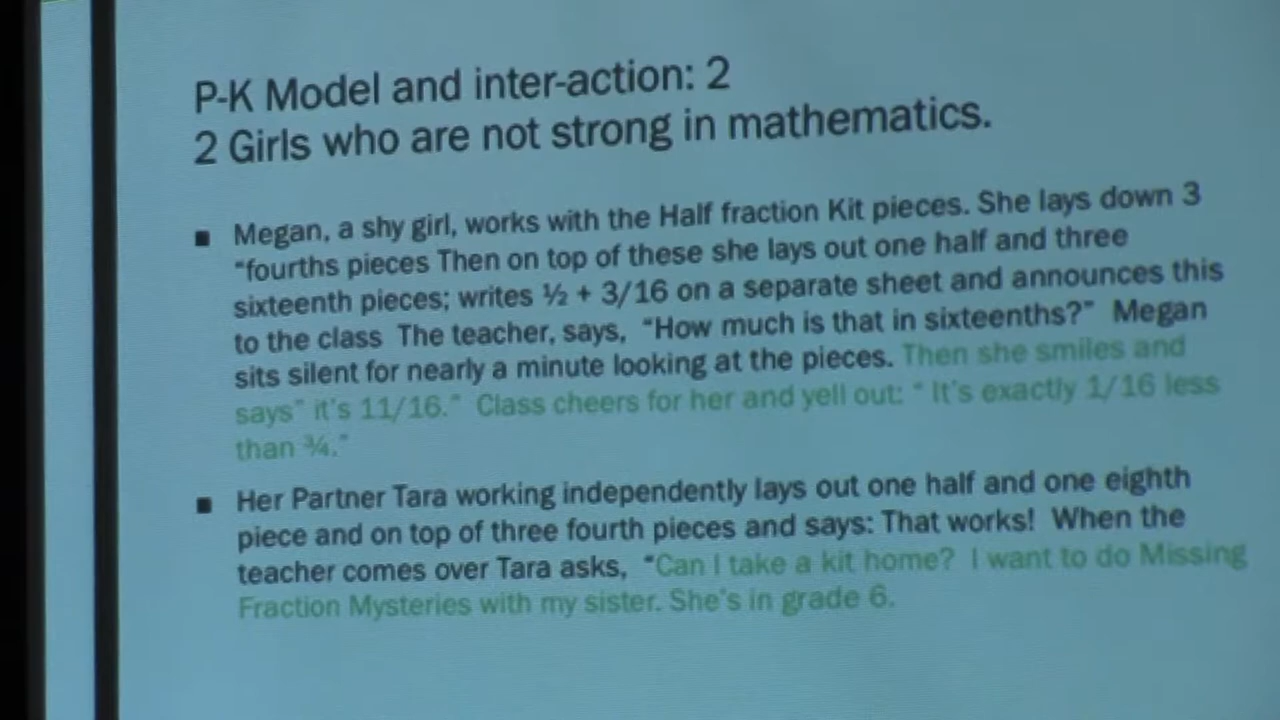 P-K Model and inter-action: 2
2 Girls who are not strong in mathematics.
■ Megan, a shy girl, works with the Half fraction Kit pieces. She lays down 3
“fourths pieces Then on top of these she lays out one half and three
sixteenth pieces; writes ½ + 3/16 on a separate sheet and announces this
to the class The teacher, says, “How much is that in sixteenths?” Megan
sits silent for nearly a minute looking at the pieces. Then she smiles and
says” it’s 11/16.” Class cheers for her and yell out: “ It’s exactly 1/16 less
than ¾.”
■ Her Partner Tara working independently lays out one half and one eighth
piece and on top of three fourth pieces and says: That works! When the
teacher comes over Tara asks, “Can I take a kit home? I want to do Missing
Fraction Mysteries with my sister. She’s in grade 6.